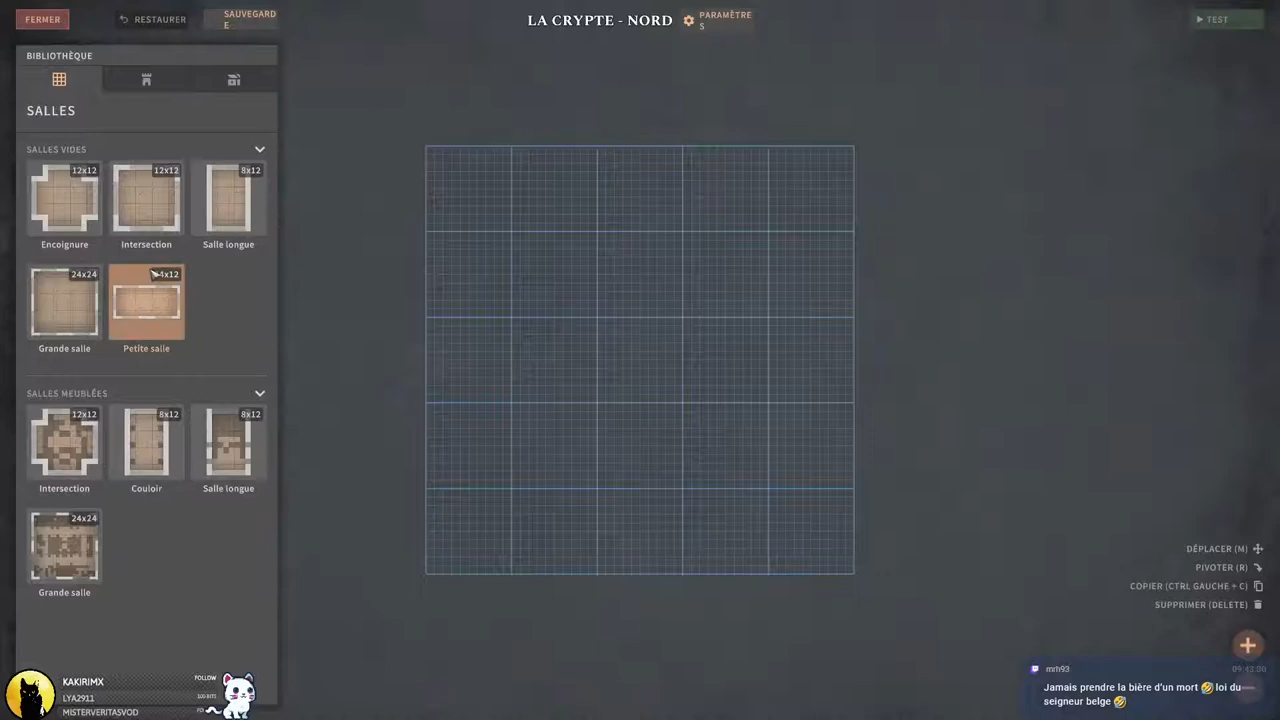 FERMER
RESTAURER
SAUVEGARD
E
LA CRYPTE - NORD
PARAMÈTRE
S
TEST
BIBLIOTHÈQUE
SALLES
SALLES VIDES
12x12
12x12
8x12
Encoignure
Intersection
Salle longue
24x24
4x12
Grande salle
Petite salle
SALLES MEUBLÉES
12x12
8x12
8x12
Intersection
Couloir
Salle longue
24x24
Grande salle
DÉPLACER (M)
PIVOTER (R)
COPIER (CTRL GAUCHE + C)
SUPPRIMER (DELETE)
KAKIRIMX
FOLLOW
LYA2911
100 BITS
MISTERVERITASVOD
mrh93
Jamais prendre la bière d'un mort 🤣 loi du
seigneur belge 🤣